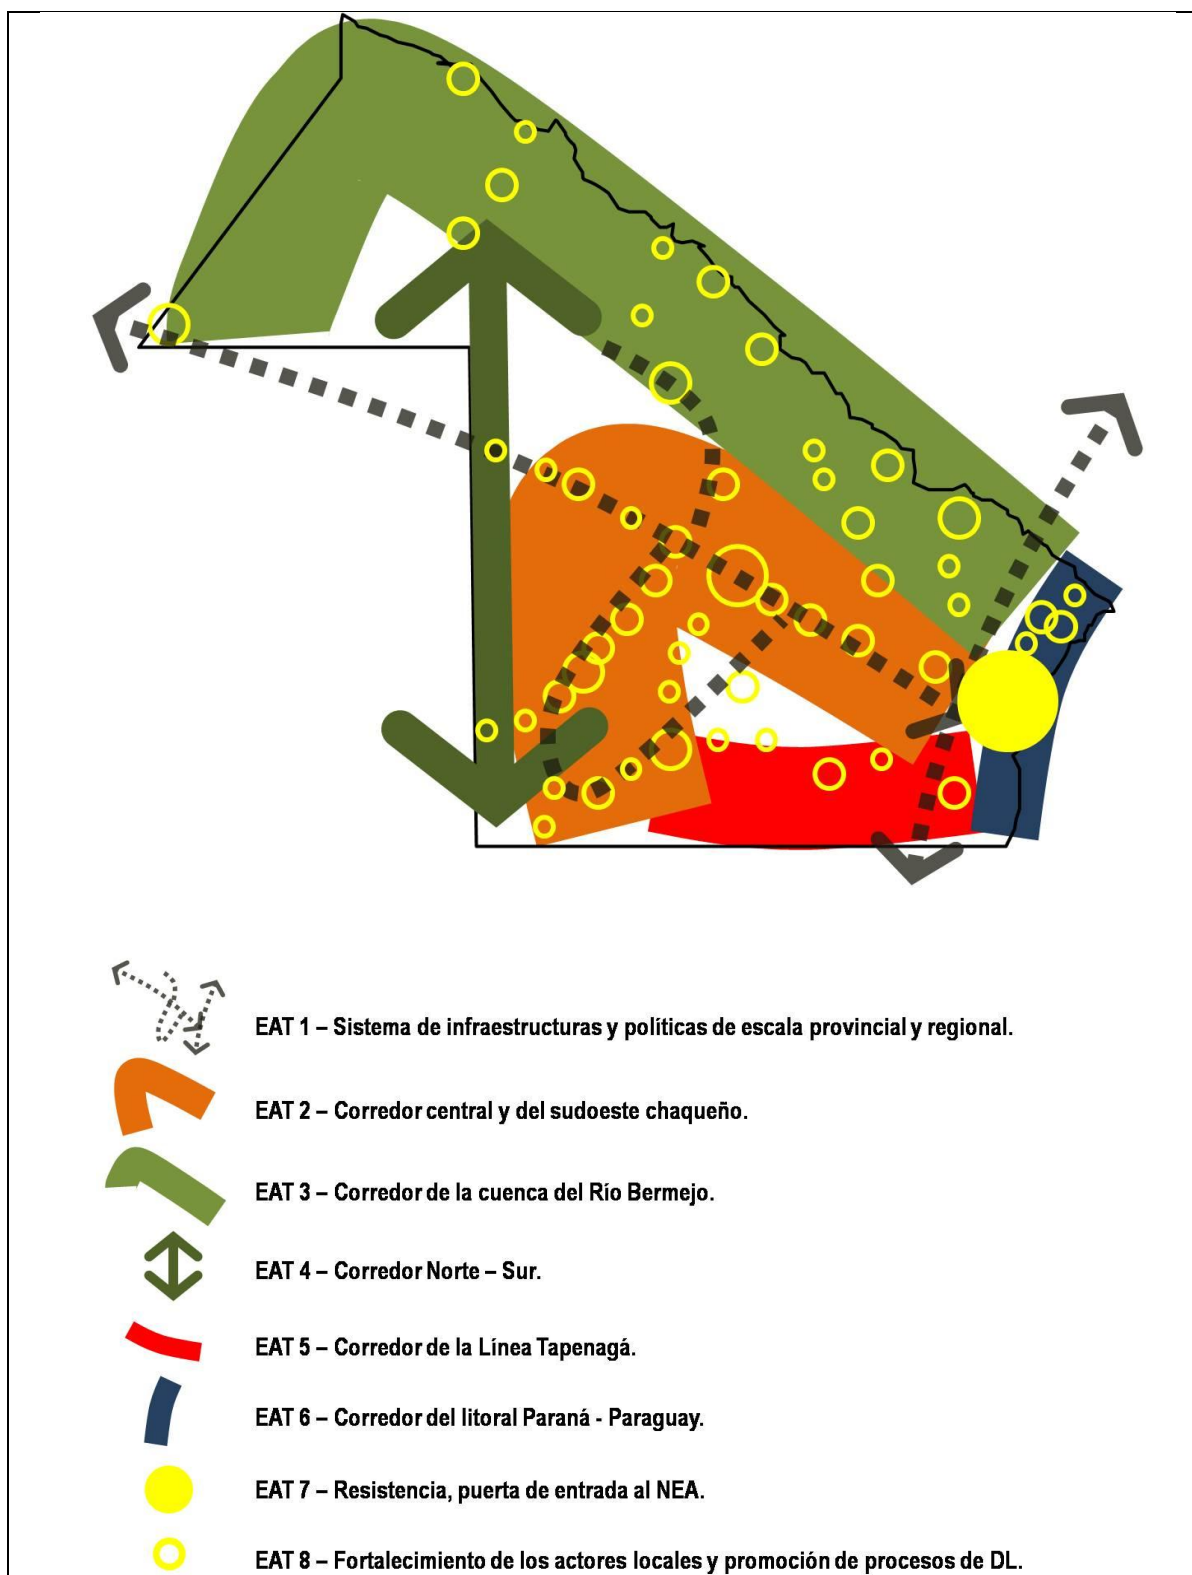 EAT 1 – Sistema de infraestructuras y políticas de escala provincial y regional.
EAT 2 – Corredor central y del sudoeste chaqueño.
EAT 3 – Corredor de la cuenca del Río Bermejo.
EAT 4 – Corredor Norte – Sur.
EAT 5 – Corredor de la Línea Tapenagá.
EAT 6 – Corredor del litoral Paraná - Paraguay.
EAT 7 – Resistencia, puerta de entrada al NEA.
EAT 8 – Fortalecimiento de los actores locales y promoción de procesos de DL.